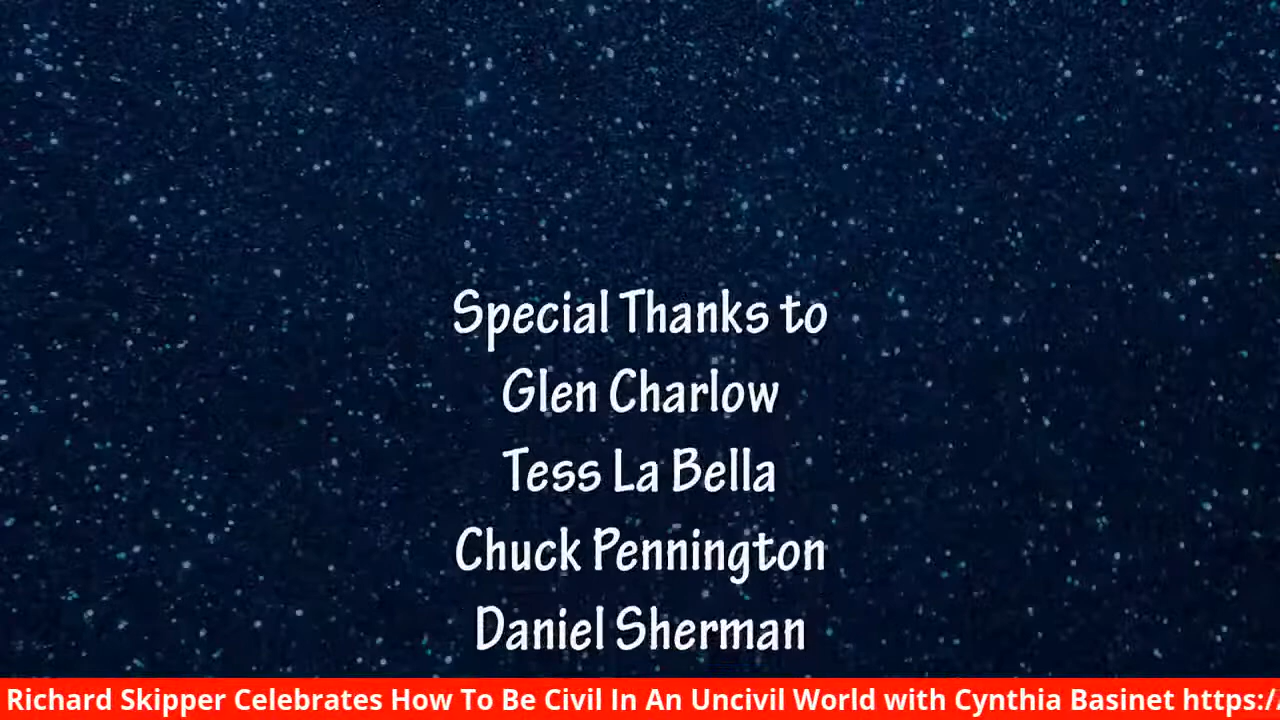 Special Thanks to
Glen Charlow
Tess La Bella
Chuck Pennington
Daniel Sherman
Richard Skipper Celebrates How To Be Civil In An Uncivil World with Cynthia Basinet https:/